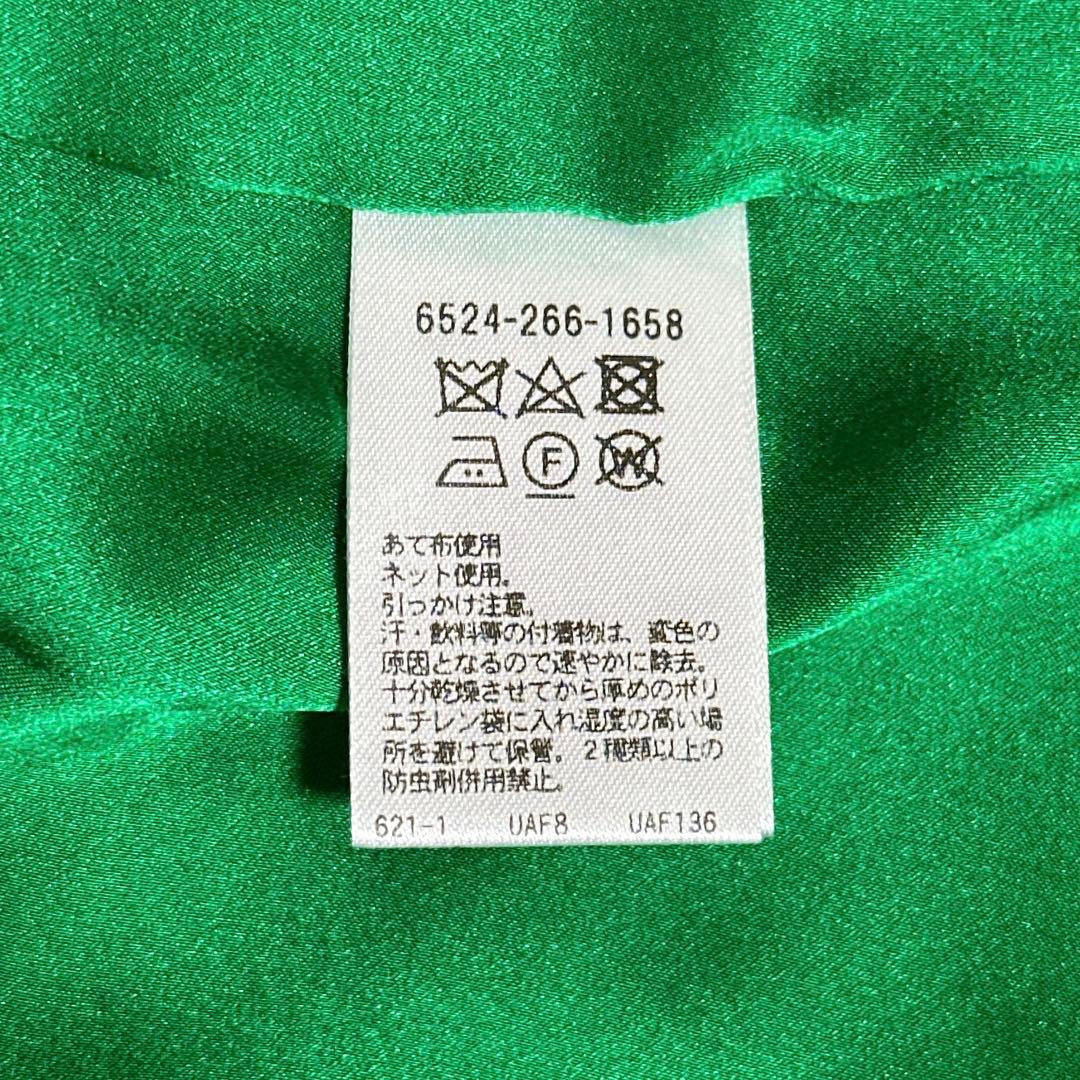 6524-266-1658
F
W
あて布使用
ネット使用。
引っかけ注意。
汗・飲料等の付着物は、変色の
原因となるので速やかに除去。
十分乾燥させてから厚めのポリ
エチレン袋に入れ湿度の高い場
所を避けて保管。2種類以上の
防虫剤併用禁止。
621-1 UAF8 UAF136